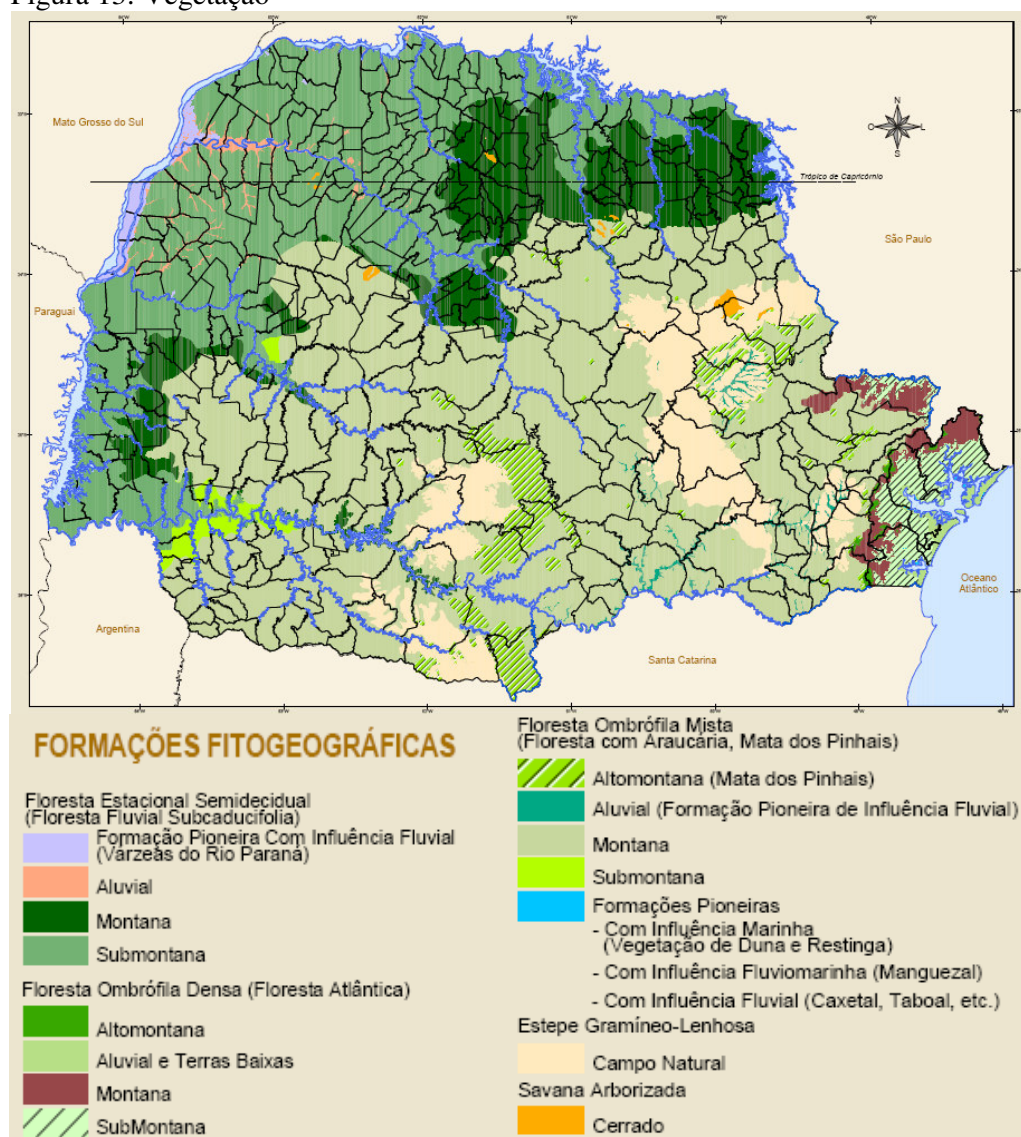 Figura 15: Vegetação
Mato Grosso do Sul
N
O
L
S
Trópico de Capricórnio
São Paulo
Paraguai
Oceano
Atlântico
Argentina
Santa Catarina
FORMAÇÕES FITOGEOGRÁFICAS
Floresta Estacional Semidecidual
(Floresta Fluvial Subcaducifolia)
Formação Pioneira Com Influência Fluvial
(Varzeas do Rio Paraná)
Aluvial
Montana
Submontana
Floresta Ombrófila Densa (Floresta Atlântica)
Altomontana
Aluvial e Terras Baixas
Montana
SubMontana
Floresta Ombrófila Mista
(Floresta com Araucária, Mata dos Pinhais)
Altomontana (Mata dos Pinhais)
Aluvial (Formação Pioneira de Influência Fluvial)
Montana
Submontana
Formações Pioneiras
- Com Influência Marinha
(Vegetação de Duna e Restinga)
- Com Influência Fluviomarinha (Manguezal)
- Com Influência Fluvial (Caxetal, Taboal, etc.)
Estepe Gramíneo-Lenhosa
Campo Natural
Savana Arborizada
Cerrado